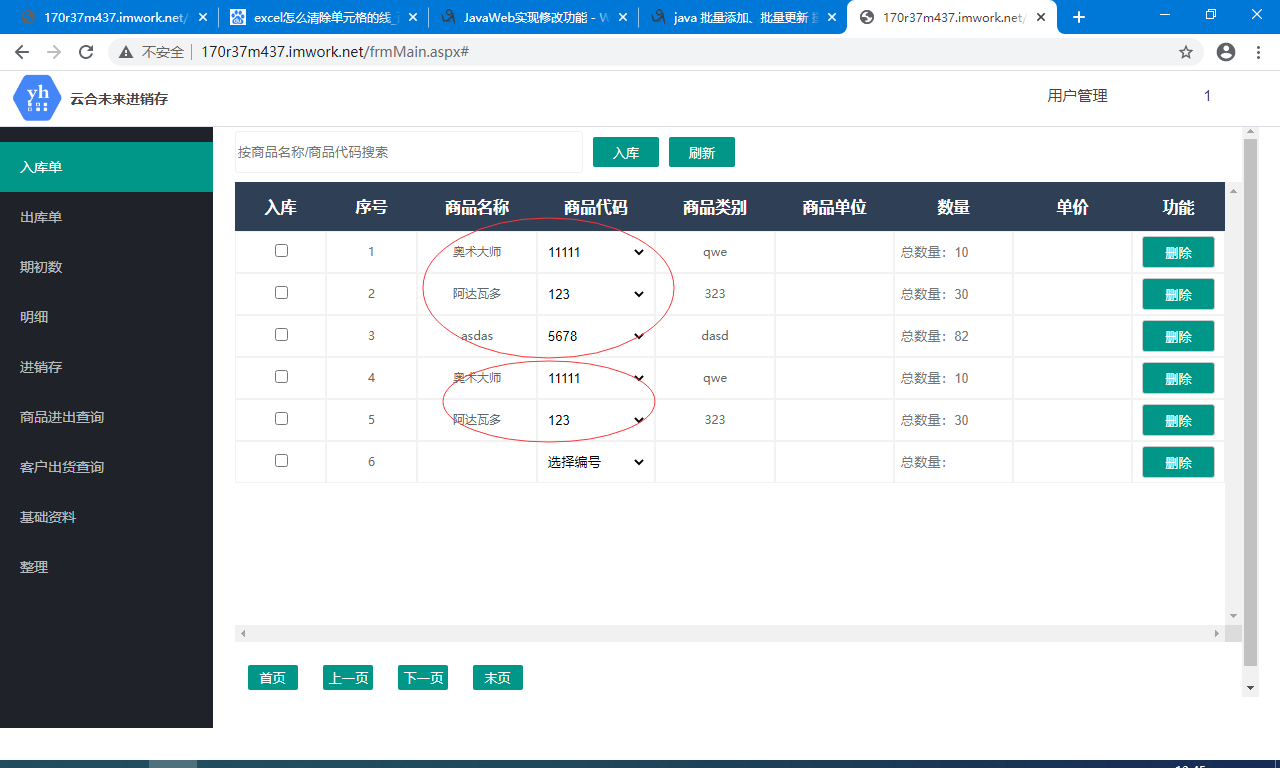 170r37m437.imwork.net/
excel怎么清除单元格的线_
JavaWeb实现修改功能 - W
java 批量添加、批量更新
170r37m437.imwork.net/
不安全 170r37m437.imwork.net/frmMain.aspx#
yh 云合未来进销存 用户管理 1
入库单
出库单
期初数
明细
进销存
商品进出查询
客户出货查询
基础资料
整理
按商品名称/商品代码搜索 入库 刷新
入库 序号 商品名称 商品代码 商品类别 商品单位 数量 单价 功能
1 奥术大师 11111 qwe 总数量：10 删除
2 阿达瓦多 123 323 总数量：30 删除
3 asdas 5678 dasd 总数量：82 删除
4 奥术大师 11111 qwe 总数量：10 删除
5 阿达瓦多 123 323 总数量：30 删除
6 选择编号 总数量： 删除
首页 上一页 下一页 末页